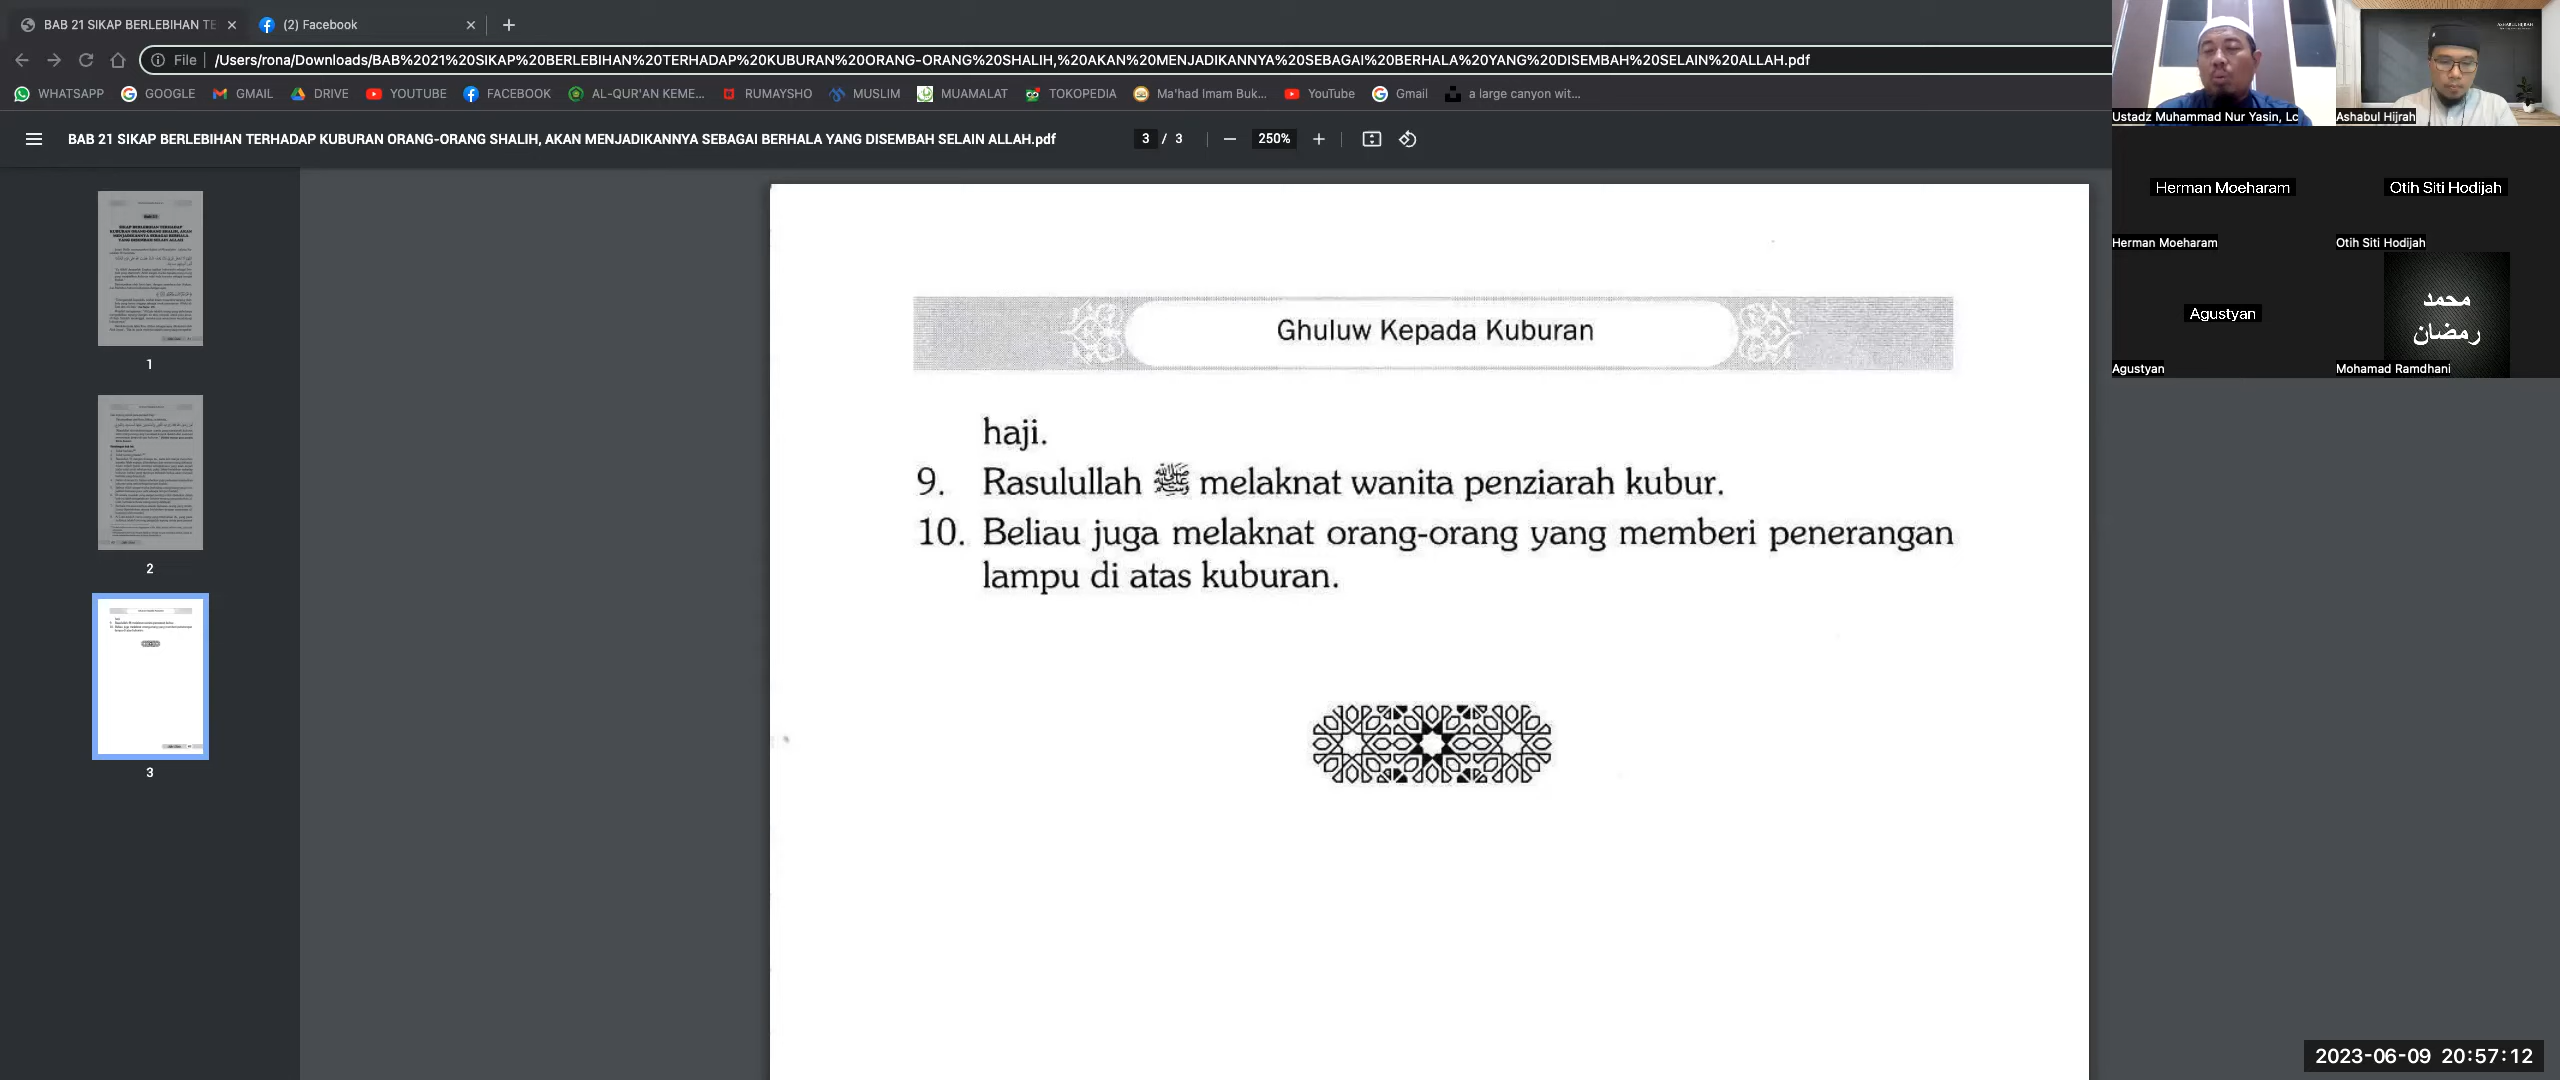 BAB 21 SIKAP BERLEBIHAN TE
(2) Facebook
File
/Users/rona/Downloads/BAB%2021%20SIKAP%20BERLEBIHAN%20TERHADAP%20KUBURAN%20ORANG-ORANG%20SHALIH,%20AKAN%20MENJADIKANNYA%20SEBAGAI%20BERHALA%20YANG%20DISEMBAH%20SELAIN%20ALLAH.pdf
WHATSAPP GOOGLE GMAIL DRIVE YOUTUBE FACEBOOK AL-QUR'AN KEME... RUMAYSHO MUSLIM MUAMALAT TOKOPEDIA Ma'had Imam Buk... YouTube Gmail a large canyon wit...
BAB 21 SIKAP BERLEBIHAN TERHADAP KUBURAN ORANG-ORANG SHALIH, AKAN MENJADIKANNYA SEBAGAI BERHALA YANG DISEMBAH SELAIN ALLAH.pdf
3 / 3
250%
1
2
3
Ghuluw Kepada Kuburan
haji.
9. Rasulullah ﷺ melaknat wanita penziarah kubur.
10. Beliau juga melaknat orang-orang yang memberi penerangan
lampu di atas kuburan.
Ustadz Muhammad Nur Yasin, Lc
Ashabul Hijrah
Herman Moeharam
Otih Siti Hodijah
Herman Moeharam
Otih Siti Hodijah
Agustyan
محمد
رمضان
Agustyan
Mohamad Ramdhani
2023-06-09 20:57:12